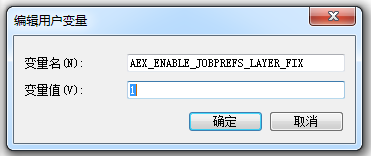 编辑用户变量
变量名(N): AEX_ENABLE_JOBPREFS_LAYER_FIX
变量值(V): 1
确定 取消